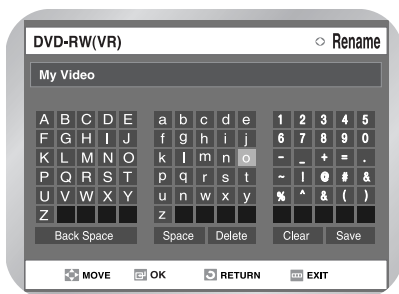 DVD-RW(VR) Rename
My Video
A B C D E a b c d e 1 2 3 4 5
F G H I J f g h i j 6 7 8 9 0
K L M N O k l m n o - _ + = .
P Q R S T p q r s t ~ ! @ # &
U V W X Y u v w x y % ^ & ( )
Z z
Back Space Space Delete Clear Save
MOVE OK RETURN EXIT